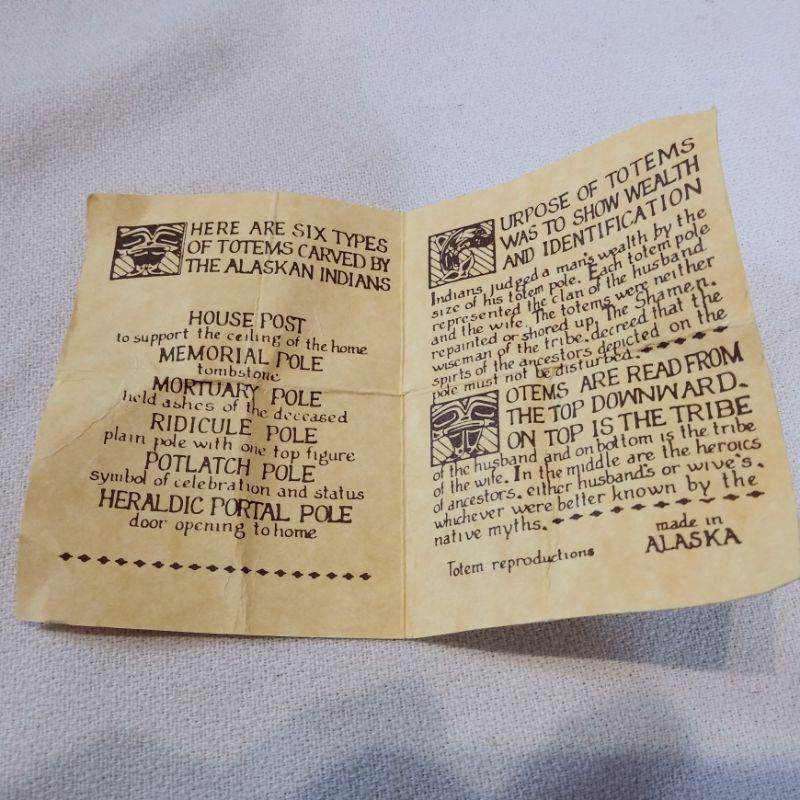 HERE ARE SIX TYPES
OF TOTEMS CARVED BY
THE ALASKAN INDIANS
HOUSE POST
to support the ceiling of the home
MEMORIAL POLE
tombstone
MORTUARY POLE
held ashes of the deceased
RIDICULE POLE
plain pole with one top figure
POTLATCH POLE
symbol of celebration and status
HERALDIC PORTAL POLE
door opening to home
URPOSE OF TOTEMS
WAS TO SHOW WEALTH
AND IDENTIFICATION
Indians judged a man's wealth by the
size of his totem pole. Each totem pole
represented the clan of the husband
and the wife. The totems were neither
repainted or shored up. The Shamen,
wiseman of the tribe, decreed that the
spirts of the ancestors depicted on the
pole must not be disturbed.
OTEMS ARE READ FROM
THE TOP DOWNWARD.
ON TOP IS THE TRIBE
of the husband and on bottom is the tribe
of the wife. In the middle are the heroics
of ancestors, either husband's or wive's,
whichever were better known by the
native myths.
made in
Totem reproductions ALASKA